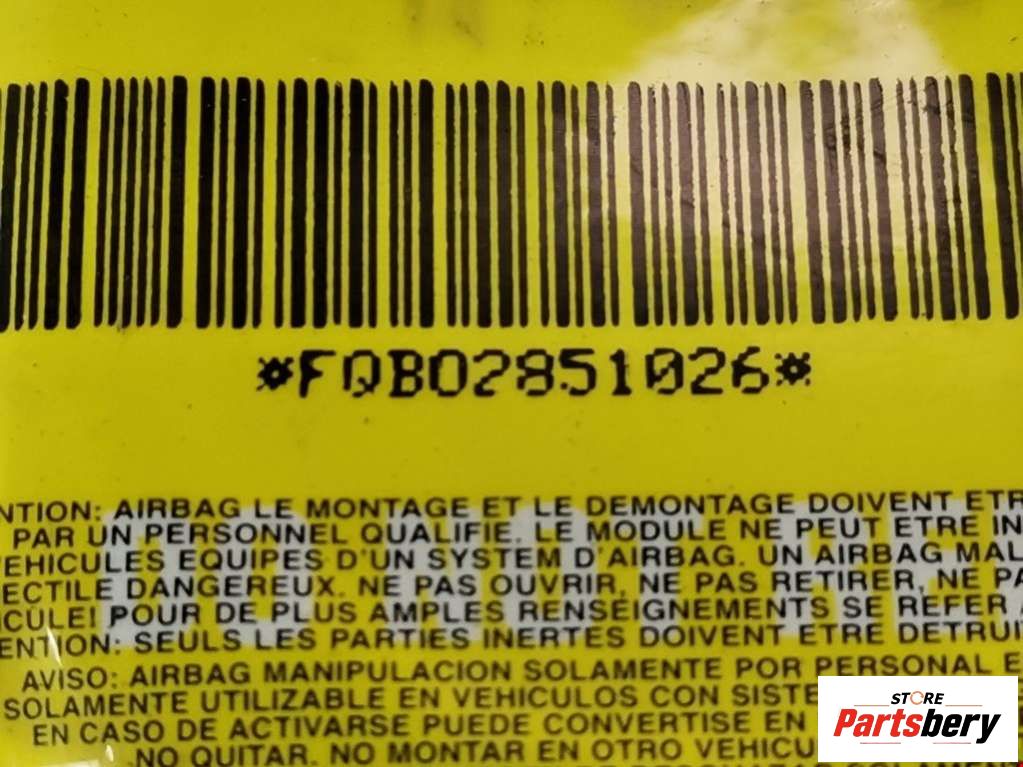 *FQB02851026*
NTION: AIRBAG LE MONTAGE ET LE DEMONTAGE DOIVENT ETR
PAR UN PERSONNEL QUALIFIE. LE MODULE NE PEUT ETRE IN
EHICULES EQUIPES D'UN SYSTEM D'AIRBAG. UN AIRBAG MAL
ECTILE DANGEREUX. NE PAS OUVRIR, NE PAS RETIRER, NE PA
ICULE! POUR DE PLUS AMPLES RENSEIGNEMENTS SE REFER
ENTION: SEULS LES PARTIES INERTES DOIVENT ETRE DETRUIT
AVISO: AIRBAG MANIPULACION SOLAMENTE POR PERSONAL E
SOLAMENTE UTILIZABLE EN VEHICULOS CON SISTE
EN CASO DE ACTIVARSE PUEDE CONVERTISE EN
NO QUITAR. NO MONTAR EN OTRO VEHICU
STORE
Partsbery